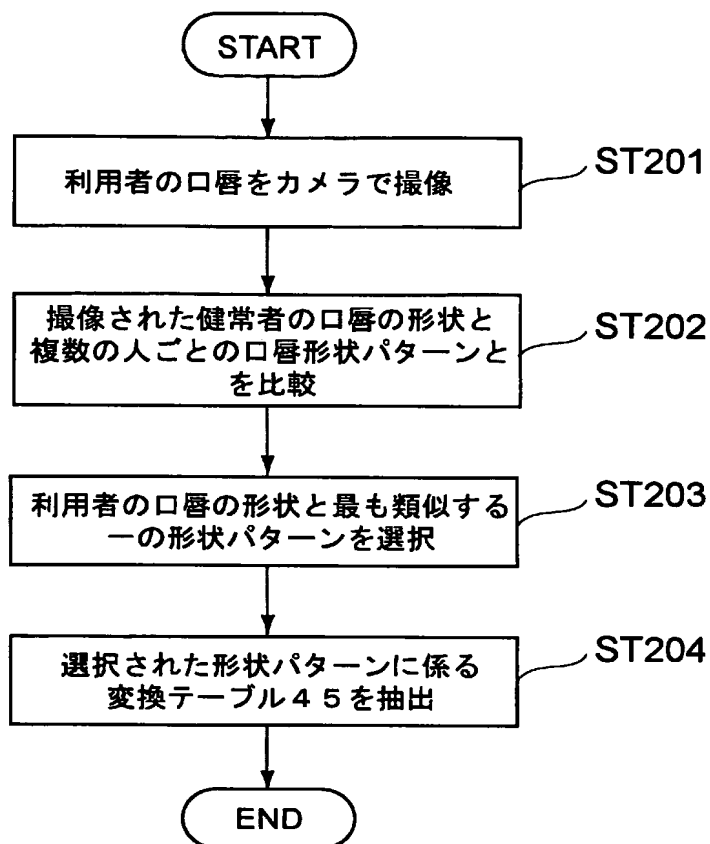 START
利用者の口唇をカメラで撮像
ST201
撮像された健常者の口唇の形状と
複数の人ごとの口唇形状パターンと
を比較
ST202
利用者の口唇の形状と最も類似する
一の形状パターンを選択
ST203
選択された形状パターンに係る
変換テーブル４５を抽出
ST204
END